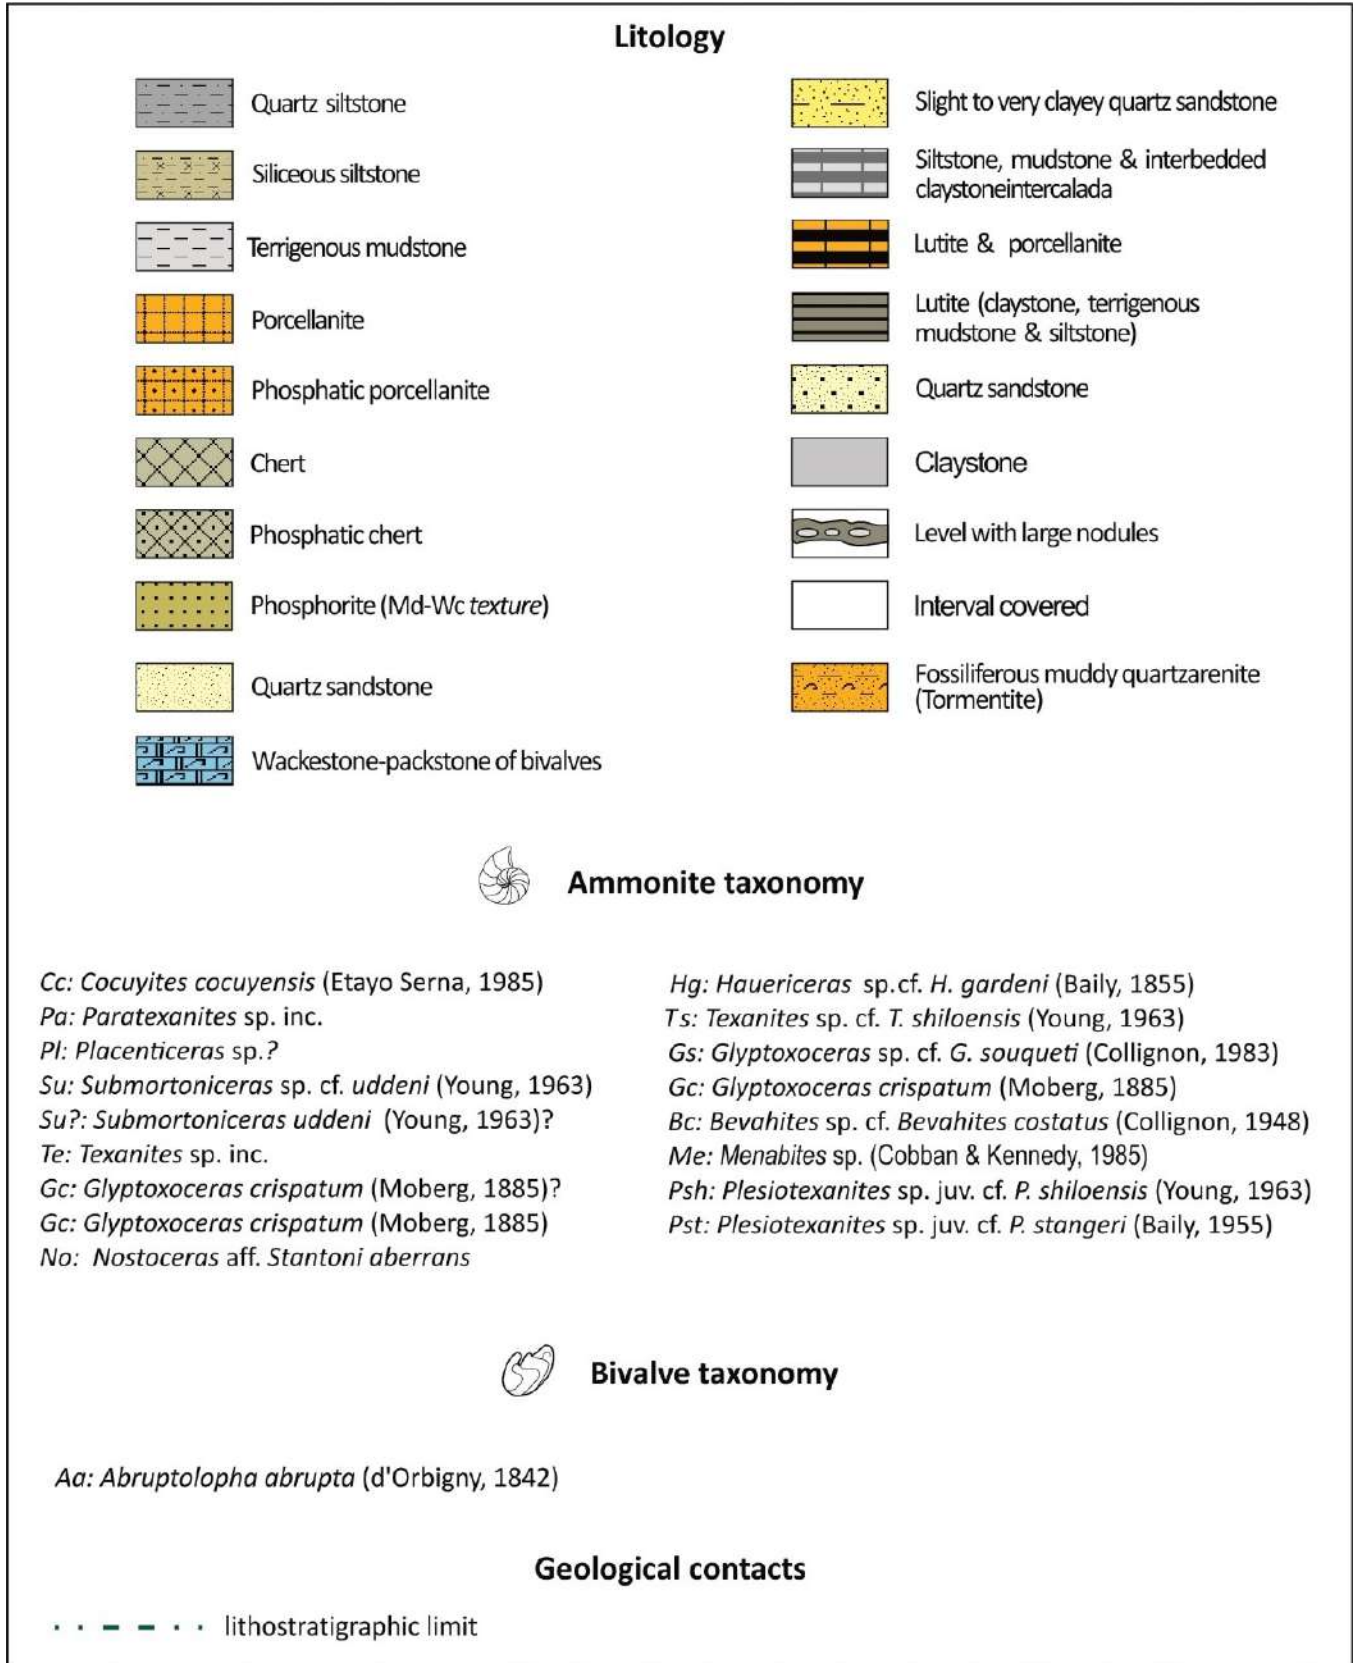 Litology
Quartz siltstone
Siliceous siltstone
Terrigenous mudstone
Porcellanite
Phosphatic porcellanite
Chert
Phosphatic chert
Phosphorite (Md-Wc texture)
Quartz sandstone
Wackestone-packstone of bivalves
Slight to very clayey quartz sandstone
Siltstone, mudstone & interbedded
claystoneintercalada
Lutite & porcellanite
Lutite (claystone, terrigenous
mudstone & siltstone)
Quartz sandstone
Claystone
Level with large nodules
Interval covered
Fossiliferous muddy quartzarenite
(Tormentite)
Ammonite taxonomy
Cc: Cocuyites cocuyensis (Etayo Serna, 1985)
Pa: Paratexanites sp. inc.
Pl: Placenticeras sp.?
Su: Submortoniceras sp. cf. uddeni (Young, 1963)
Su?: Submortoniceras uddeni (Young, 1963)?
Te: Texanites sp. inc.
Gc: Glyptoxoceras crispatum (Moberg, 1885)?
Gc: Glyptoxoceras crispatum (Moberg, 1885)
No: Nostoceras aff. Stantoni aberrans
Hg: Hauericeras sp.cf. H. gardeni (Baily, 1855)
Ts: Texanites sp. cf. T. shiloensis (Young, 1963)
Gs: Glyptoxoceras sp. cf. G. souqueti (Collignon, 1983)
Gc: Glyptoxoceras crispatum (Moberg, 1885)
Bc: Bevahites sp. cf. Bevahites costatus (Collignon, 1948)
Me: Menabites sp. (Cobban & Kennedy, 1985)
Psh: Plesiotexanites sp. juv. cf. P. shiloensis (Young, 1963)
Pst: Plesiotexanites sp. juv. cf. P. stangeri (Baily, 1955)
Bivalve taxonomy
Aa: Abruptolopha abrupta (d'Orbigny, 1842)
Geological contacts
lithostratigraphic limit